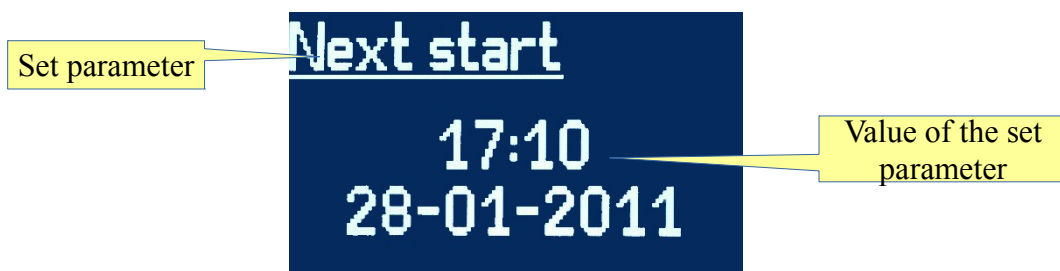 Next start
Set parameter
17:10
Value of the set
parameter
28-01-2011